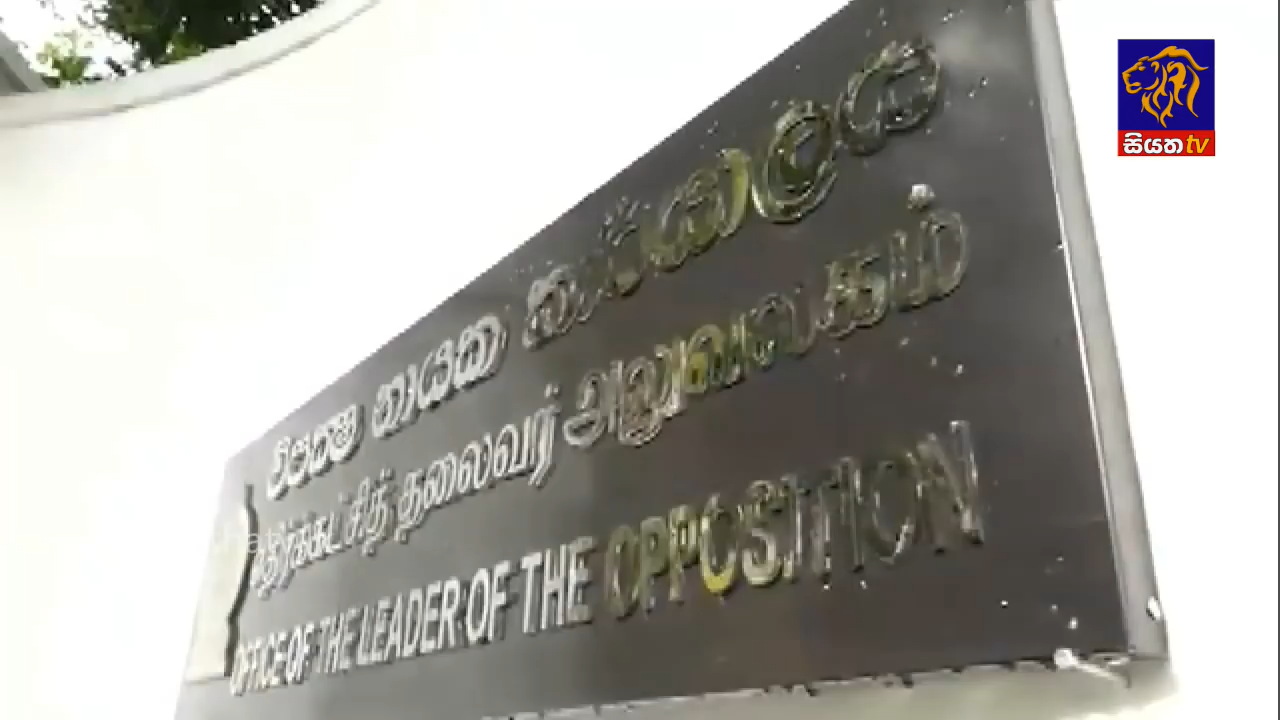 සියත tv
විපක්ෂ නායක කාර්යාලය
எதிர்க்கட்சித் தலைவர் அலுவலகம்
OFFICE OF THE LEADER OF THE OPPOSITION